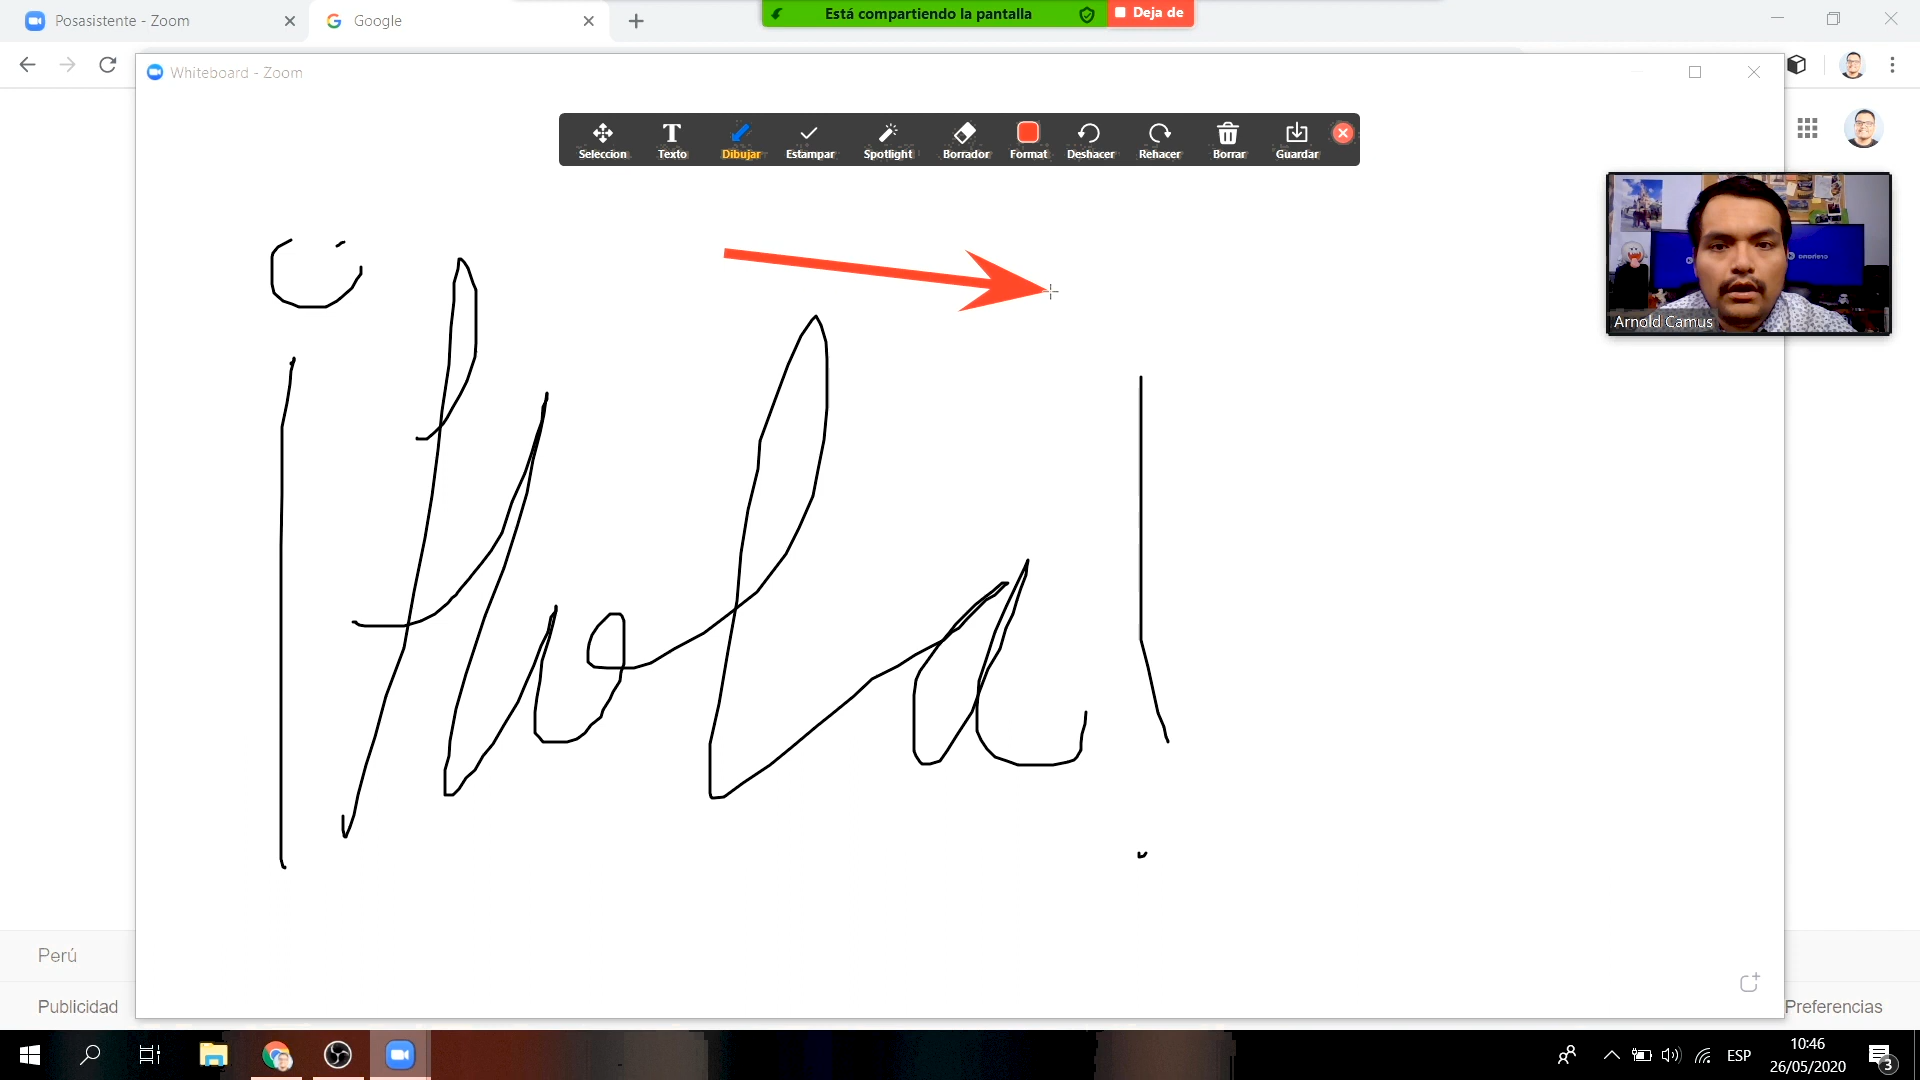 Posasistente - Zoom
Google
Está compartiendo la pantalla
Deja de
Whiteboard - Zoom
Seleccion
Texto
Dibujar
Estampar
Spotlight
Borrador
Format
Deshacer
Rehacer
Borrar
Guardar
¡Hola!
Arnold Camus
Perú
Publicidad
Preferencias
ESP
10:46
26/05/2020
3